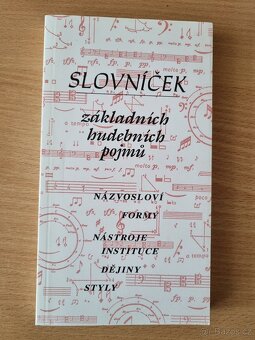 SLOVNÍČEK
základních
hudebních
pojmů
NÁZVOSLOVÍ
FORMY
NÁSTROJE
INSTITUCE
DĚJINY
STYLY